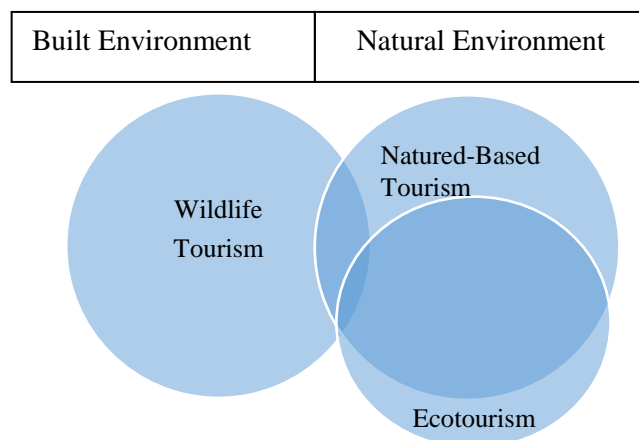 Built Environment
Natural Environment
Natured-Based
Tourism
Wildlife
Tourism
Ecotourism